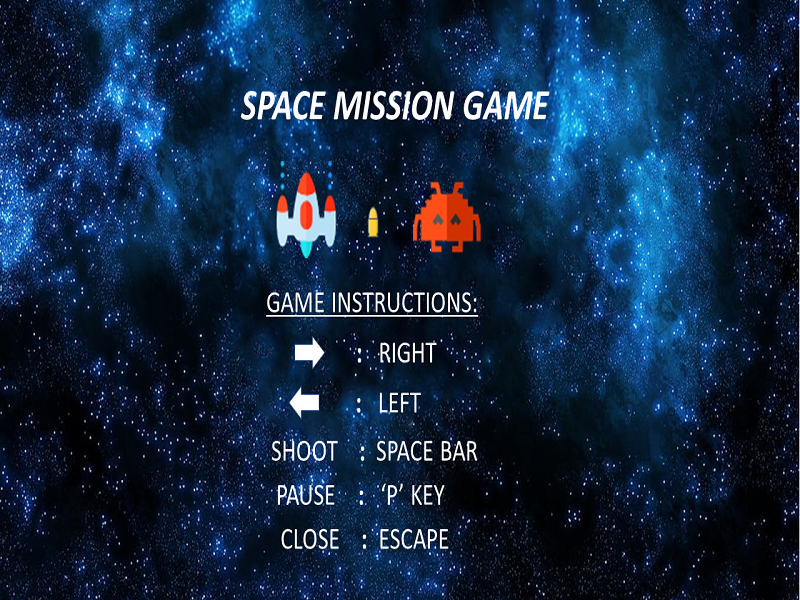 SPACE MISSION GAME
GAME INSTRUCTIONS:
: RIGHT
: LEFT
SHOOT : SPACE BAR
PAUSE : ‘P’ KEY
CLOSE : ESCAPE